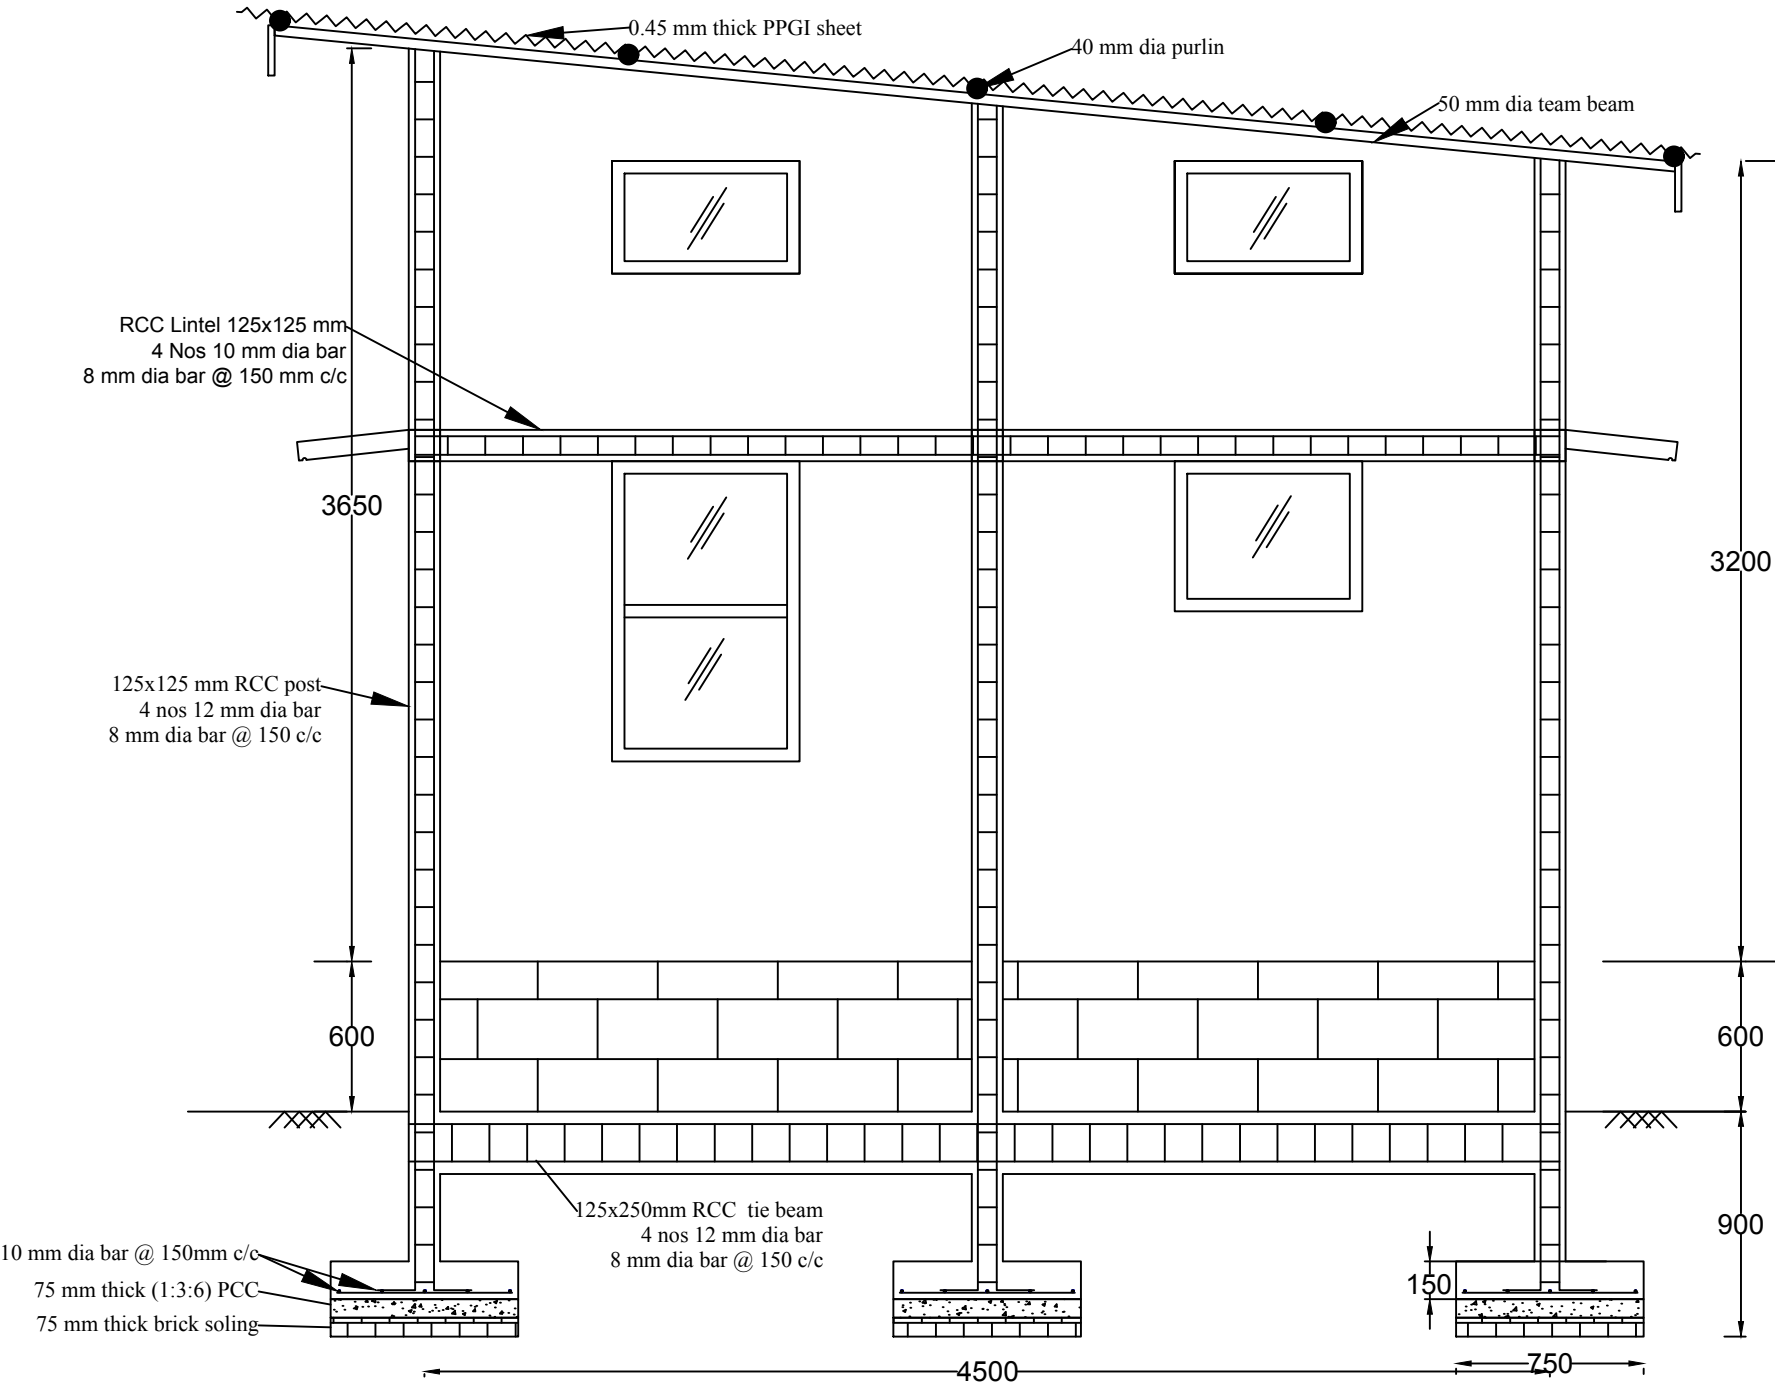 0.45 mm thick PPGI sheet
40 mm dia purlin
50 mm dia team beam
RCC Lintel 125x125 mm
4 Nos 10 mm dia bar
8 mm dia bar @ 150 mm c/c
3650
3200
125x125 mm RCC post
4 nos 12 mm dia bar
8 mm dia bar @ 150 c/c
600
600
125x250mm RCC tie beam
4 nos 12 mm dia bar
8 mm dia bar @ 150 c/c
900
10 mm dia bar @ 150mm c/c
75 mm thick (1:3:6) PCC
75 mm thick brick soling
150
4500
750